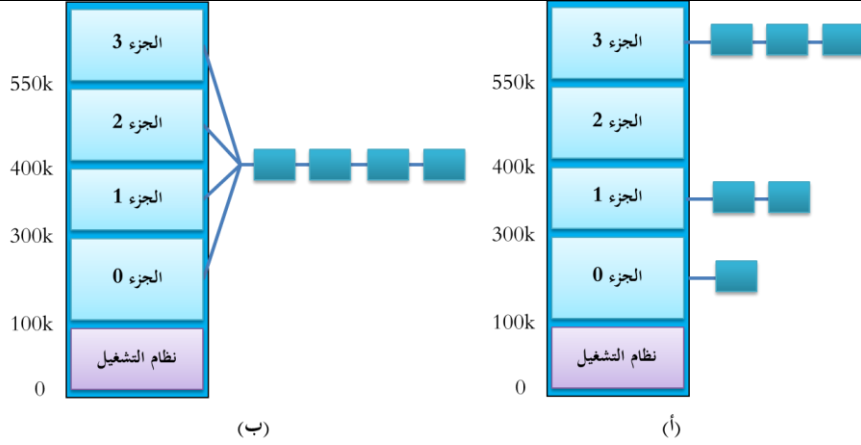 الجزء 3
550k
الجزء 2
400k
الجزء 1
300k
الجزء 0
100k
نظام التشغيل
0
(أ)
الجزء 3
550k
الجزء 2
400k
الجزء 1
300k
الجزء 0
100k
نظام التشغيل
0
(ب)